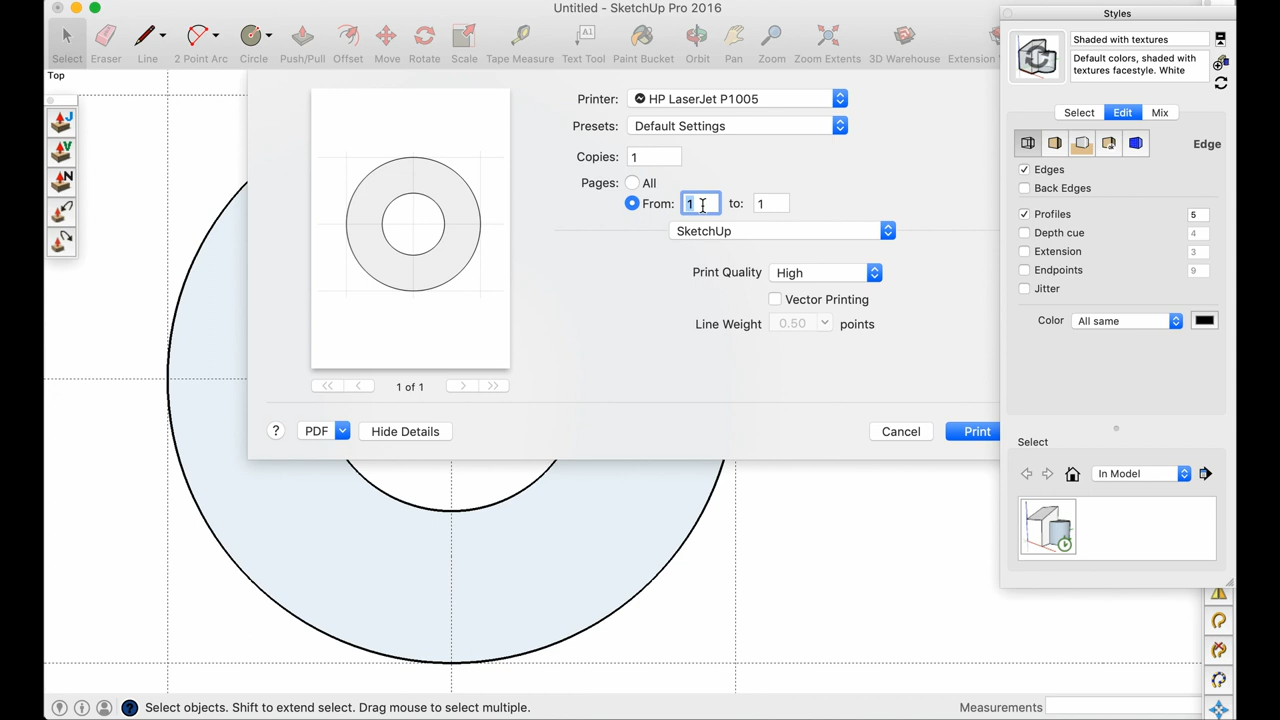 Untitled - SketchUp Pro 2016
Select Eraser Line 2 Point Arc Circle Push/Pull Offset Move Rotate Scale Tape Measure Text Tool Paint Bucket Orbit Pan Zoom Zoom Extents 3D Warehouse Extension
Top
J
V
N
Printer: HP LaserJet P1005
Presets: Default Settings
Copies: 1
Pages: All
From: 1 to: 1
SketchUp
Print Quality High
Vector Printing
Line Weight 0.50 points
1 of 1
? PDF Hide Details Cancel Print
Styles
Shaded with textures
Default colors, shaded with
textures facestyle. White
Select Edit Mix
Edge
Edges
Back Edges
Profiles 5
Depth cue 4
Extension 3
Endpoints 9
Jitter
Color All same
Select
In Model
Select objects. Shift to extend select. Drag mouse to select multiple. Measurements